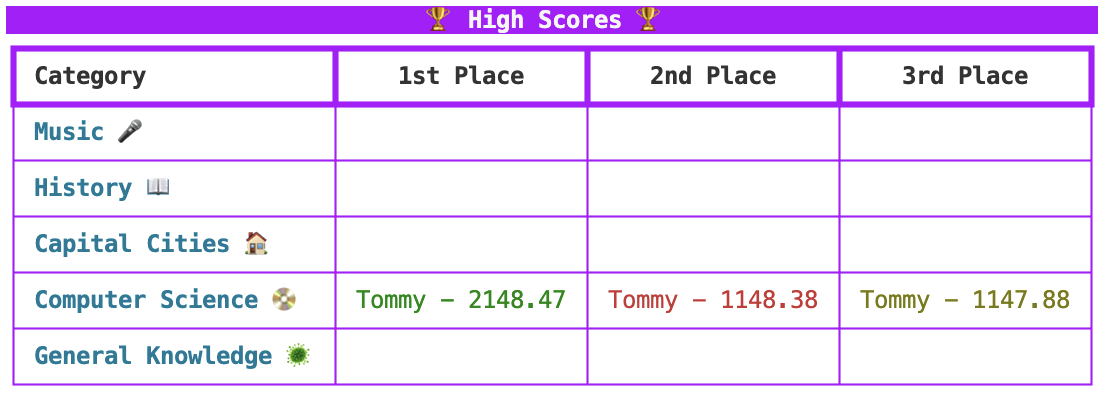 🏆 High Scores 🏆
Category 1st Place 2nd Place 3rd Place
Music 🎤
History 📖
Capital Cities 🏠
Computer Science 📀 Tommy - 2148.47 Tommy - 1148.38 Tommy - 1147.88
General Knowledge 🦠